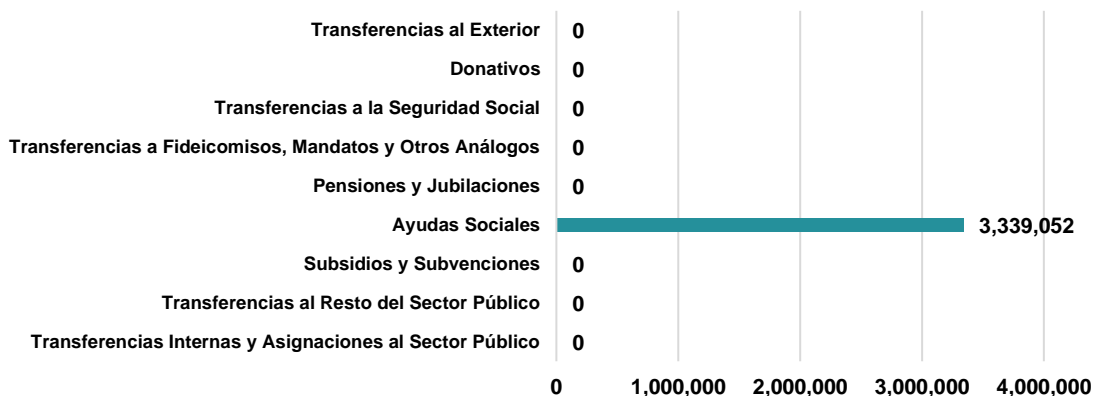 Transferencias al Exterior 0
Donativos 0
Transferencias a la Seguridad Social 0
Transferencias a Fideicomisos, Mandatos y Otros Análogos 0
Pensiones y Jubilaciones 0
Ayudas Sociales 3,339,052
Subsidios y Subvenciones 0
Transferencias al Resto del Sector Público 0
Transferencias Internas y Asignaciones al Sector Público 0
0 1,000,000 2,000,000 3,000,000 4,000,000